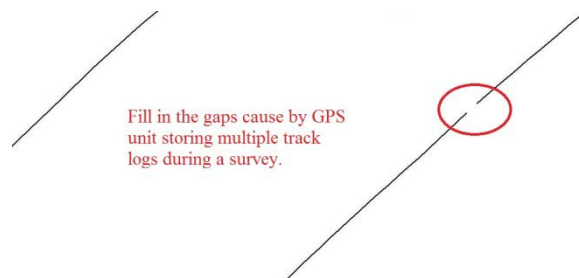 Fill in the gaps cause by GPS
unit storing multiple track
logs during a survey.